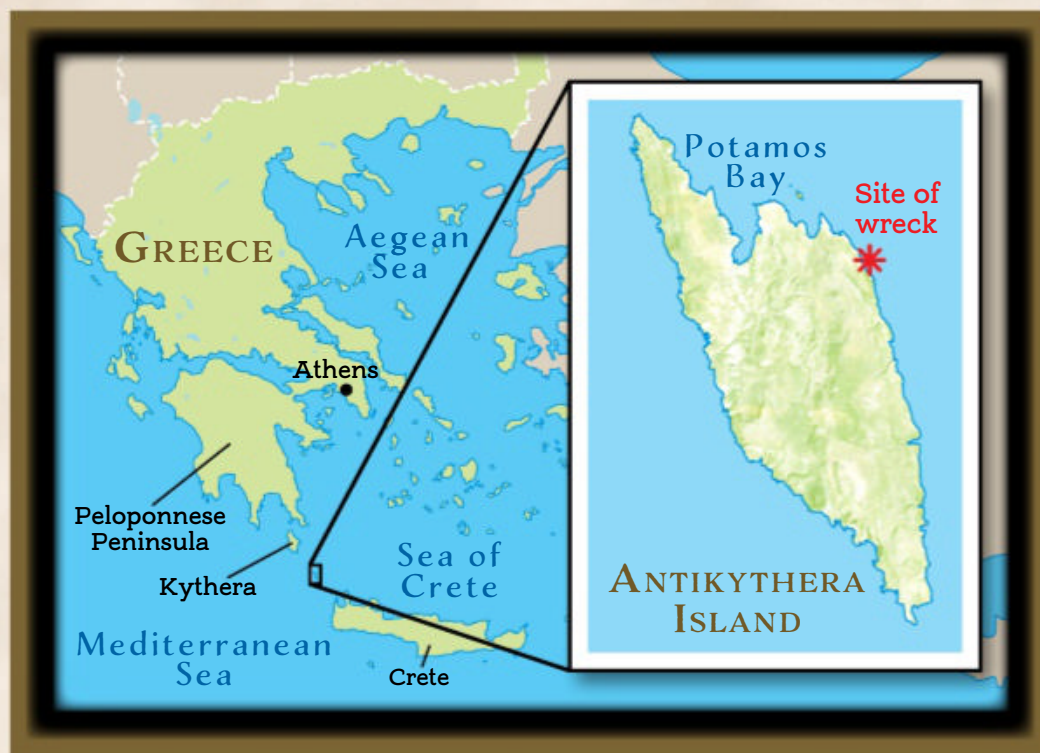 GREECE
Aegean
Sea
Athens
Peloponnese
Peninsula
Kythera
Sea of
Crete
Mediterranean
Sea
Crete
Potamos
Bay
Site of
wreck
ANTIKYTHERA
ISLAND